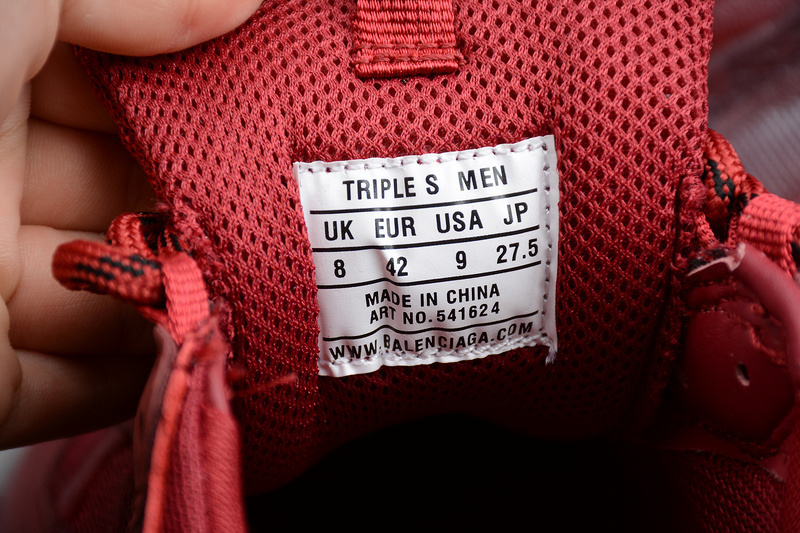 TRIPLE S MEN
UK EUR USA JP
8 42 9 27.5
MADE IN CHINA
ART NO.541624
WWW.BALENCIAGA.COM